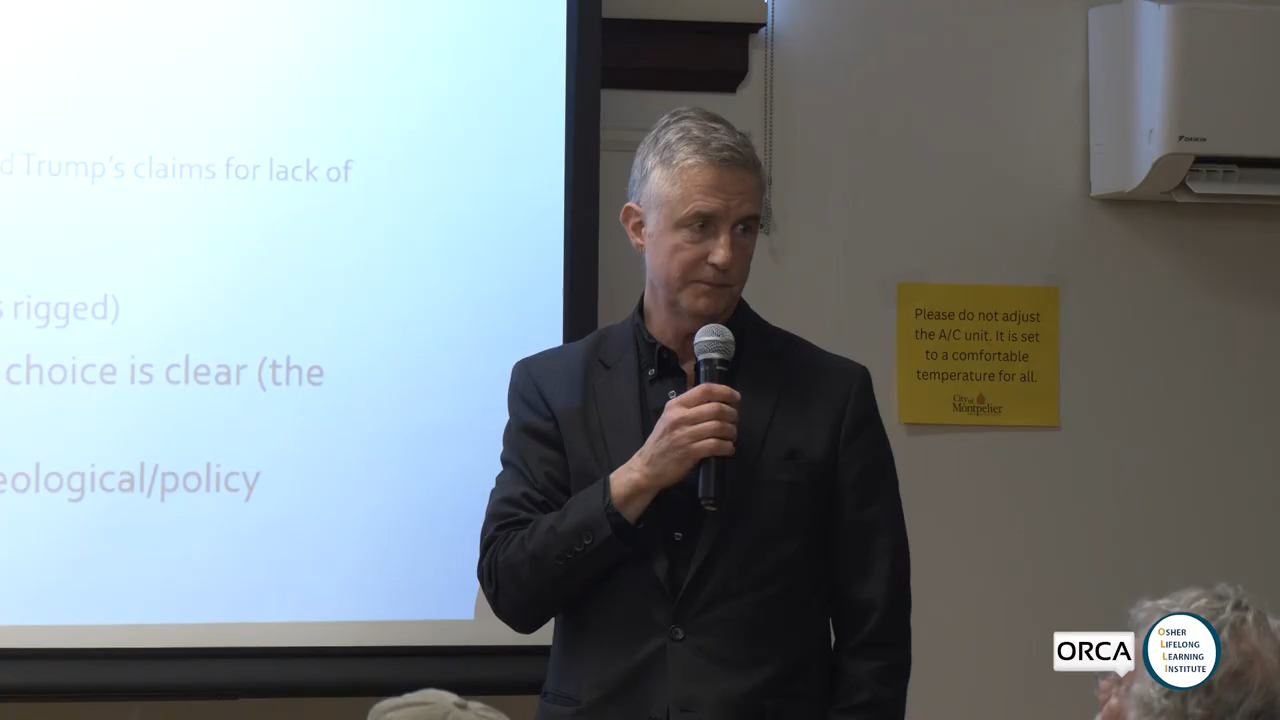 d Trump's claims for lack of
s rigged)
choice is clear (the
eological/policy
DAIKIN
Please do not adjust
the A/C unit. It is set
to a comfortable
temperature for all.
City of
Montpelier
ORCA
OSHER
LIFELONG
LEARNING
INSTITUTE